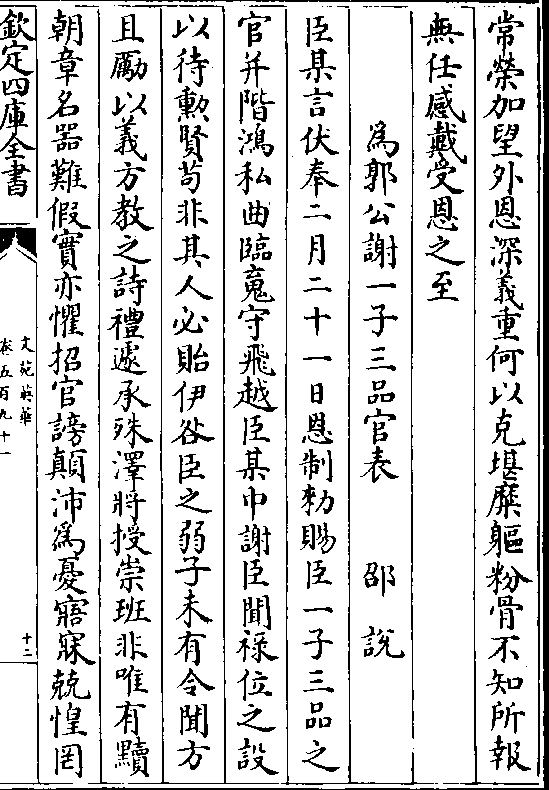 常榮加望外恩深義重何以克堪糜軀粉骨不知所報
無任感戴受恩之至
爲郭公謝一子三品官表 邵說
臣某言伏奉二月二十一日恩制勑賜臣一子三品之
官并階鴻私曲臨䰟守飛越臣某中謝臣聞祿位之設
以待勲賢苟非其人必貽伊咎臣之弱子未有令聞方
且勵以義方教之詩禮遽承殊澤將授崇班非唯有黷
朝章名器難假實亦懼招官謗顛沛爲憂寤寐兢惶罔
欽定四庫全書
文苑英華
卷五百九十一
十二